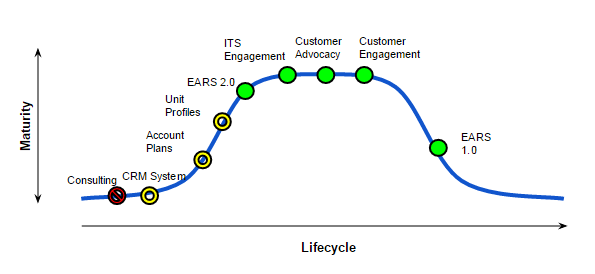 ITS
Engagement
Customer
Advocacy
Customer
Engagement
EARS 2.0
Unit
Profiles
Account
Plans
Consulting
CRM System
EARS
1.0
Maturity
Lifecycle